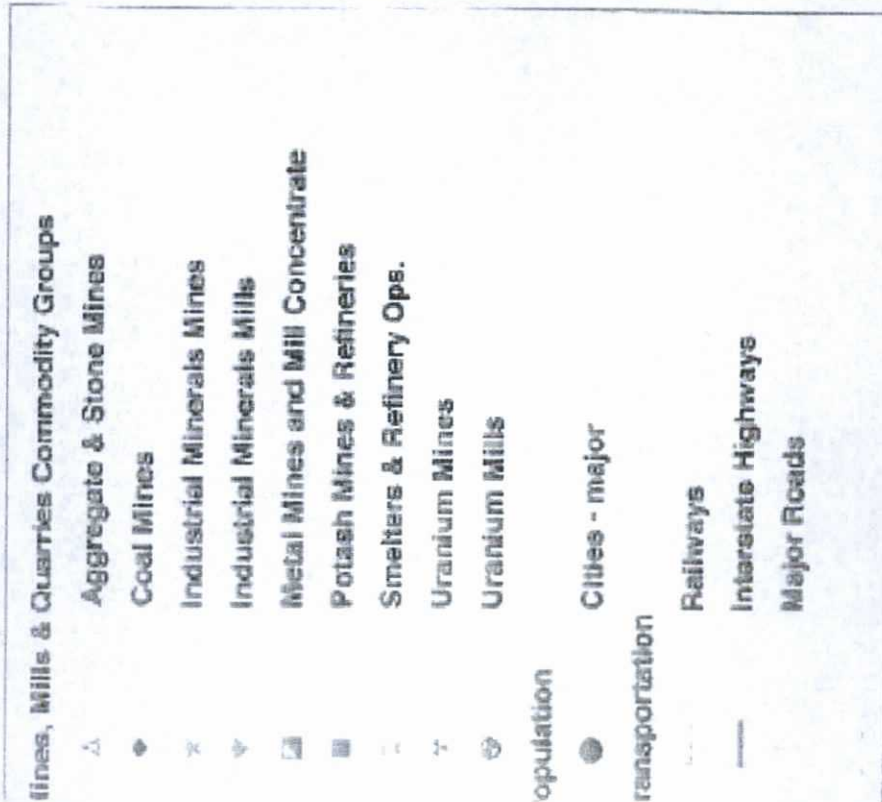 lines, Mills & Quarries Commodity Groups
Aggregate & Stone Mines
Coal Mines
Industrial Minerals Mines
Industrial Minerals Mills
Metal Mines and Mill Concentrate
Potash Mines & Refineries
Smelters & Refinery Ops.
Uranium Mines
Uranium Mills
opulation
Cities - major
ransportation
Railways
Interstate Highways
Major Roads